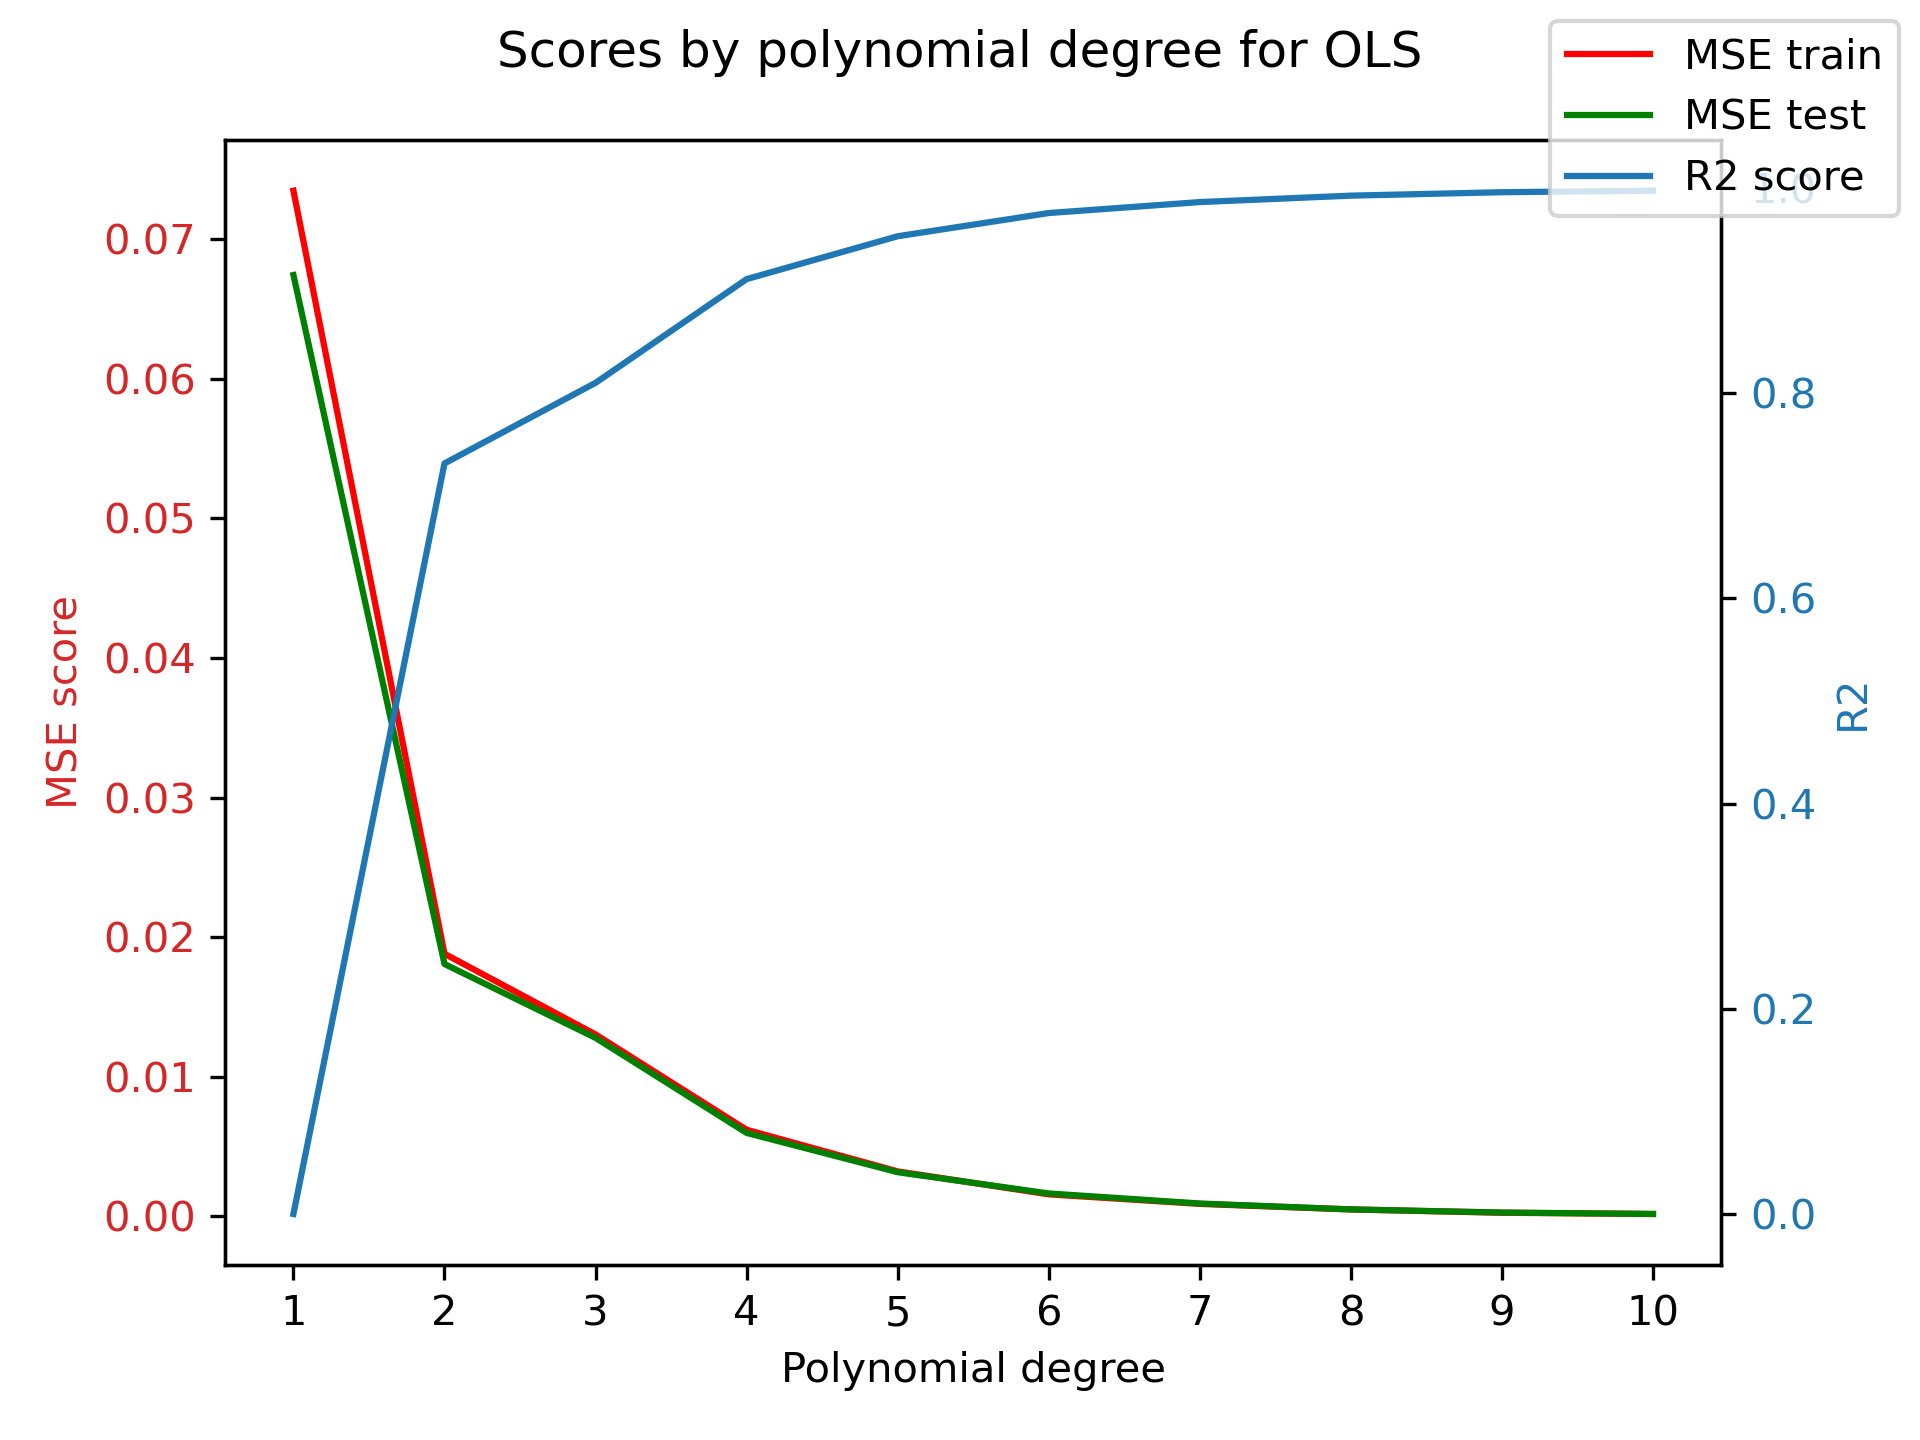 Scores by polynomial degree for OLS
MSE train
MSE test
R2 score
MSE score
0.07
0.06
0.05
0.04
0.03
0.02
0.01
0.00
1.0
0.8
0.6
0.4
0.2
0.0
R2
1 2 3 4 5 6 7 8 9 10
Polynomial degree